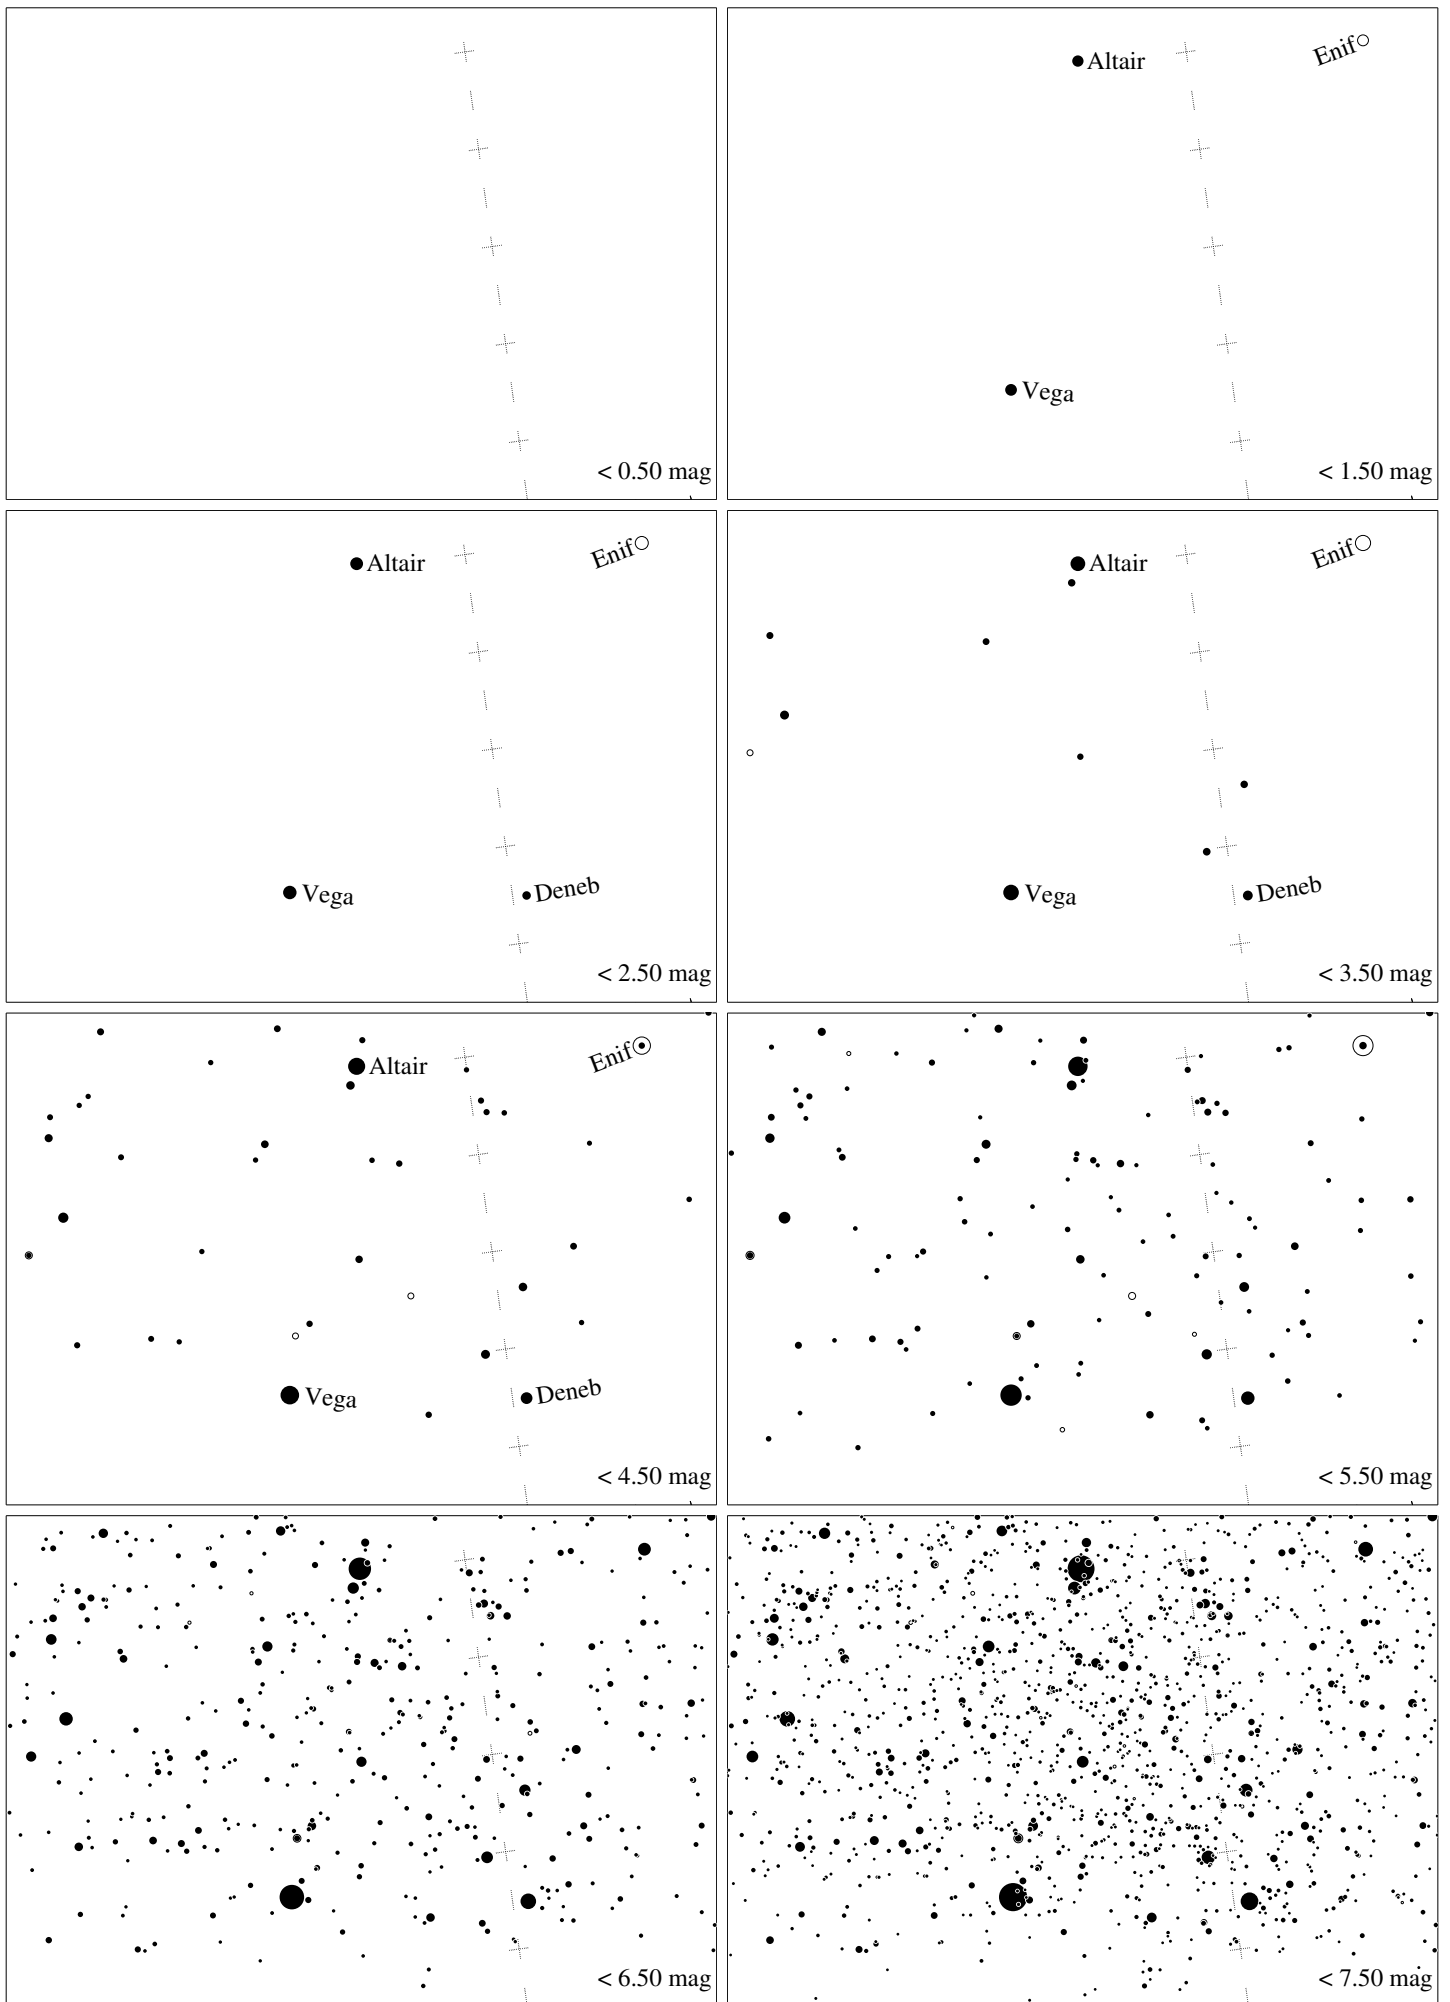 < 0.50 mag
Enif
Altair
Vega
< 1.50 mag
Enif
Altair
Vega
Deneb
< 2.50 mag
Enif
Altair
Vega
Deneb
< 3.50 mag
Enif
Altair
Vega
Deneb
< 4.50 mag
< 5.50 mag
< 6.50 mag
< 7.50 mag